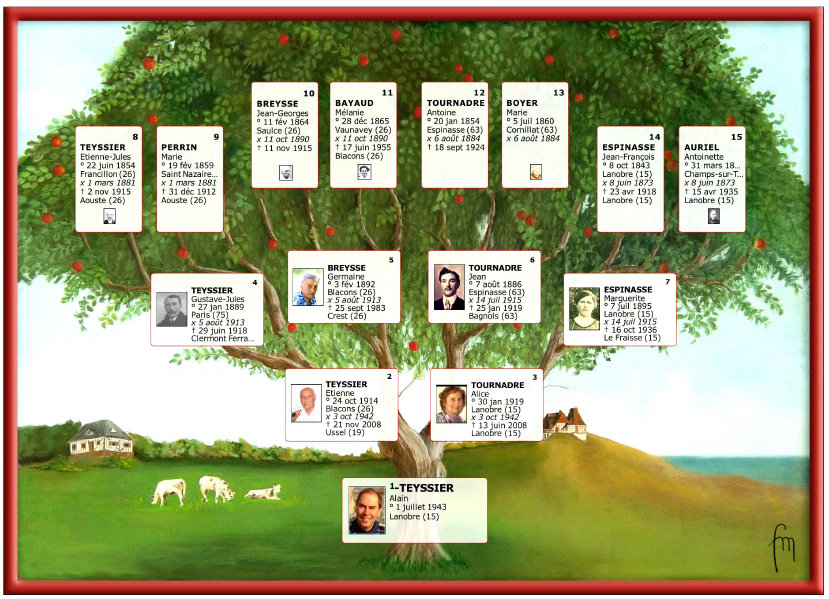 8
TEYSSIER
Etienne-Jules
° 22 juin 1854
Francillon (26)
x 1 mars 1881
† 2 nov 1915
Aouste (26)
9
PERRIN
Marie
° 19 fév 1859
Saint Nazaire...
x 1 mars 1881
† 31 déc 1912
Aouste (26)
10
BREYSSE
Jean-Georges
° 11 fév 1864
Saulce (26)
x 11 oct 1890
† 11 nov 1915
11
BAYAUD
Mélanie
° 28 déc 1865
Vaunavey (26)
x 11 oct 1890
† 17 juin 1955
Blacons (26)
12
TOURNADRE
Antoine
° 20 jan 1854
Espinasse (63)
x 6 août 1884
† 18 sept 1924
13
BOYER
Marie
° 5 juil 1860
Cornillat (63)
x 6 août 1884
14
ESPINASSE
Jean-François
° 8 oct 1843
Lanobre (15)
x 8 juin 1873
† 23 avr 1918
Lanobre (15)
15
AURIEL
Antoinette
° 31 mars 18...
Champs-sur-T...
x 8 juin 1873
† 15 avr 1935
Lanobre (15)
4
TEYSSIER
Gustave-Jules
° 27 jan 1889
Paris (75)
x 5 août 1913
† 29 juin 1918
Clermont Ferra...
5
BREYSSE
Germaine
° 3 fév 1892
Blacons (26)
x 5 août 1913
† 25 sept 1983
Crest (26)
6
TOURNADRE
Jean
° 7 août 1886
Espinasse (63)
x 14 juil 1915
† 25 jan 1919
Bagnols (63)
7
ESPINASSE
Marguerite
° 7 juil 1895
Lanobre (15)
x 14 juil 1915
† 16 oct 1936
Le Fraisse (15)
2
TEYSSIER
Etienne
° 24 oct 1914
Blacons (26)
x 3 oct 1942
† 21 nov 2008
Ussel (19)
3
TOURNADRE
Alice
° 30 jan 1919
Lanobre (15)
x 3 oct 1942
† 13 juin 2008
Lanobre (15)
1-TEYSSIER
Alain
° 1 juillet 1943
Lanobre (15)
fm